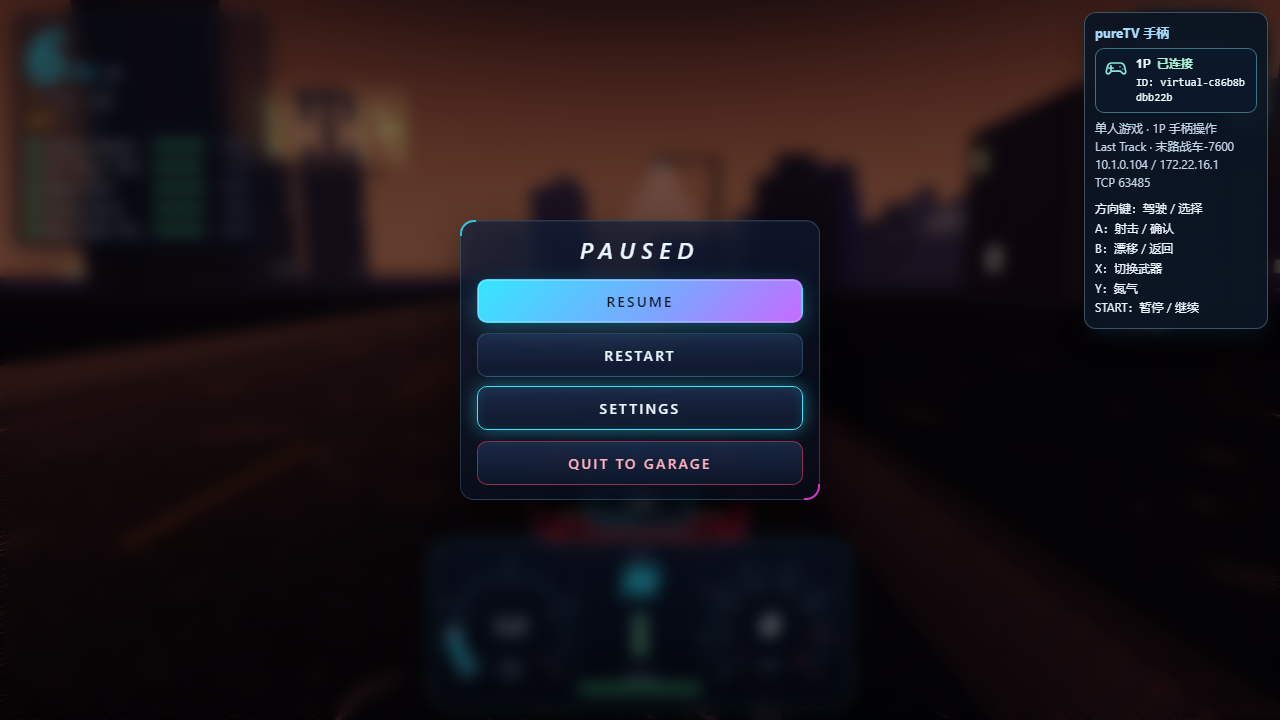 PAUSED
RESUME
RESTART
SETTINGS
QUIT TO GARAGE
pureTV 手柄
1P 已连接
ID: virtual-c86b8b
dbb22b
单人游戏 · 1P 手柄操作
Last Track · 末路战车-7600
10.1.0.104 / 172.22.16.1
TCP 63485
方向键：驾驶 / 选择
A：射击 / 确认
B：漂移 / 返回
X：切换武器
Y：氮气
START：暂停 / 继续